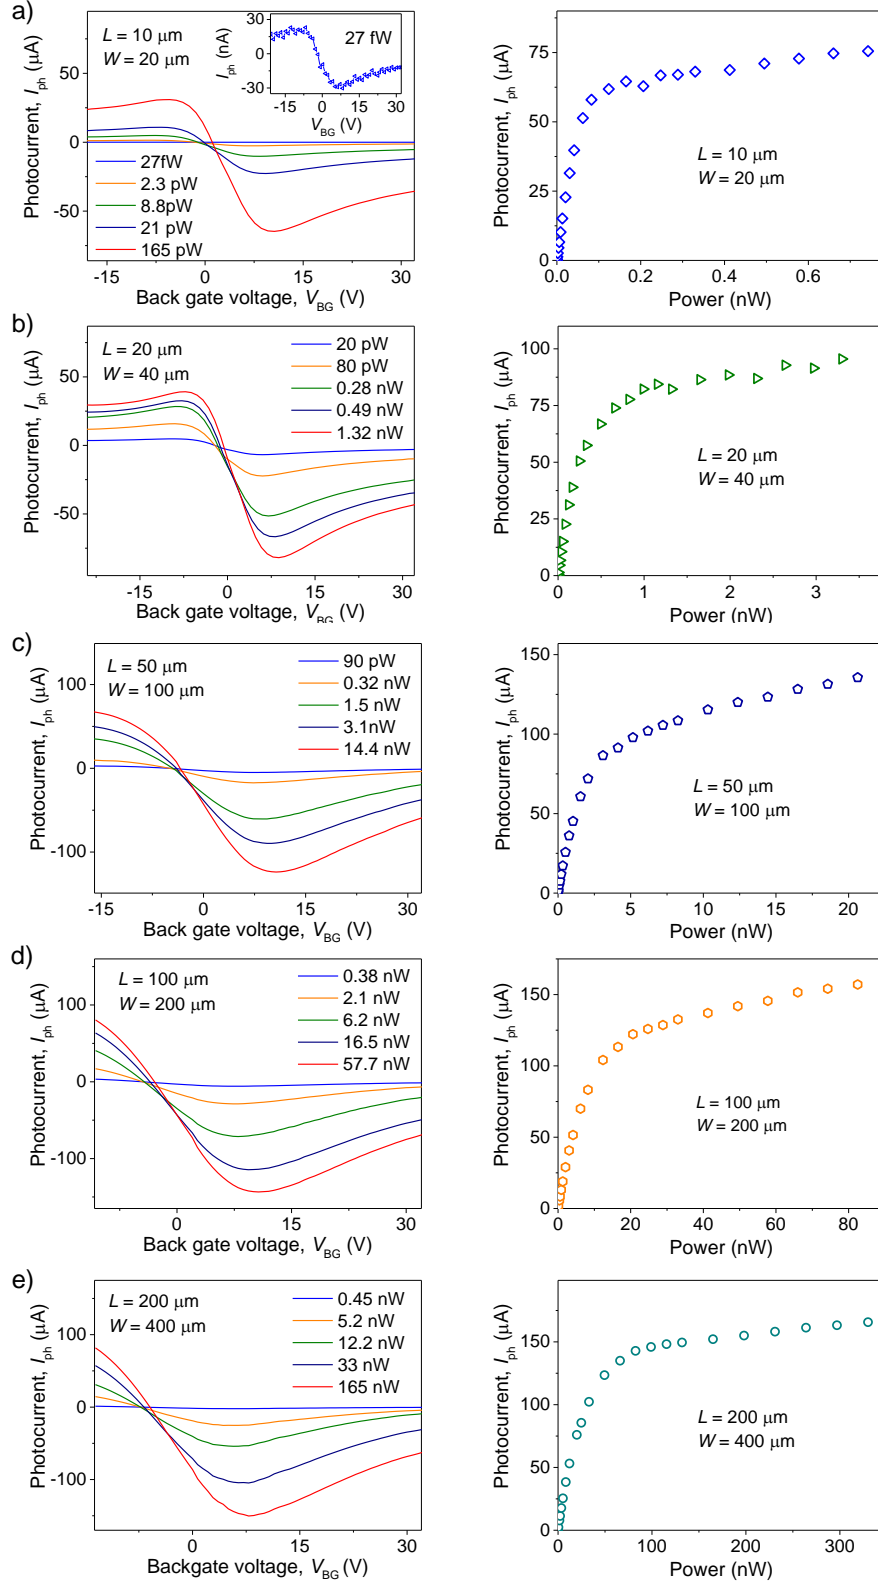 a)
L = 10 μm
W = 20 μm
Photocurrent, I_ph (μA)
50
0
-50
-15
0
15
30
Back gate voltage, V_BG (V)
27fW
2.3 pW
8.8pW
21 pW
165 pW
I_ph (nA)
30
0
-30
-15
0
15
30
V_BG (V)
27 fW
Photocurrent, I_ph (μA)
75
50
25
0
0.0
0.2
0.4
0.6
Power (nW)
L = 10 μm
W = 20 μm
b)
L = 20 μm
W = 40 μm
20 pW
80 pW
0.28 nW
0.49 nW
1.32 nW
Photocurrent, I_ph (μA)
50
0
-50
-15
0
15
30
Back gate voltage, V_BG (V)
Photocurrent, I_ph (μA)
100
75
50
25
0
0
1
2
3
Power (nW)
L = 20 μm
W = 40 μm
c)
L = 50 μm
W = 100 μm
90 pW
0.32 nW
1.5 nW
3.1nW
14.4 nW
Photocurrent, I_ph (μA)
100
0
-100
-15
0
15
30
Back gate voltage, V_BG (V)
Photocurrent, I_ph (μA)
150
100
50
0
0
5
10
15
20
Power (nW)
L = 50 μm
W = 100 μm
d)
L = 100 μm
W = 200 μm
0.38 nW
2.1 nW
6.2 nW
16.5 nW
57.7 nW
Photocurrent, I_ph (μA)
100
0
-100
0
15
30
Back gate voltage, V_BG (V)
Photocurrent, I_ph (μA)
150
100
50
0
0
20
40
60
80
Power (nW)
L = 100 μm
W = 200 μm
e)
L = 200 μm
W = 400 μm
0.45 nW
5.2 nW
12.2 nW
33 nW
165 nW
Photocurrent, I_ph (μA)
100
0
-100
0
15
30
Backgate voltage, V_BG (V)
Photocurrent, I_ph (μA)
150
100
50
0
0
100
200
300
Power (nW)
L = 200 μm
W = 400 μm